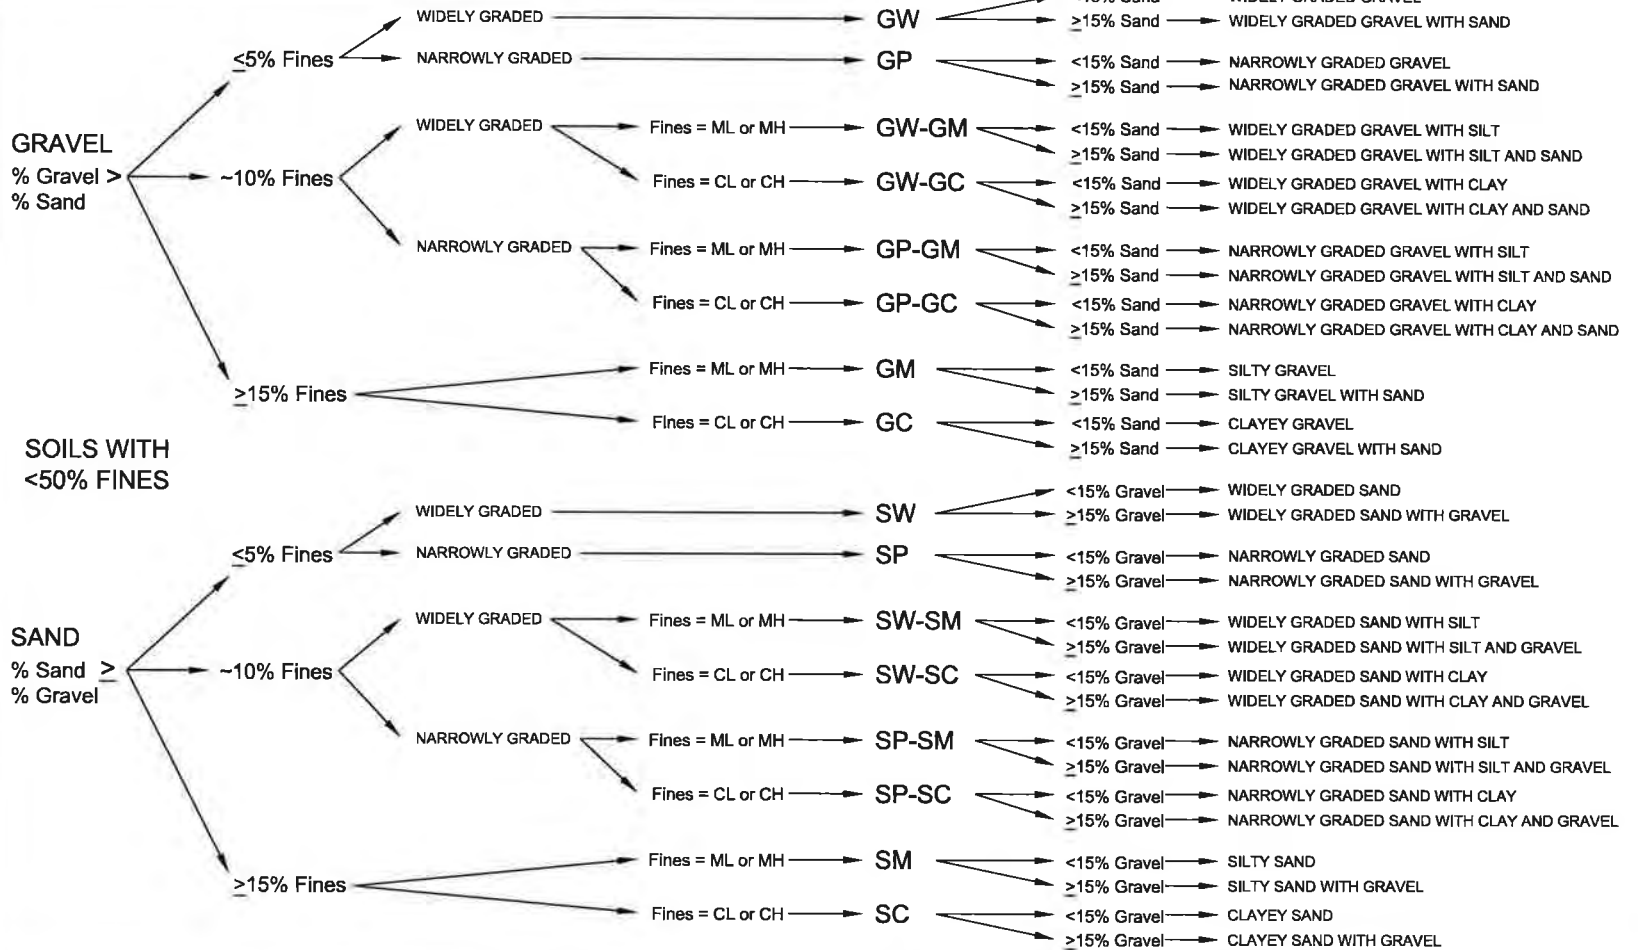 <15% Sand WIDELY GRADED GRAVEL
WIDELY GRADED GW ≥15% Sand WIDELY GRADED GRAVEL WITH SAND
≤5% Fines NARROWLY GRADED GP <15% Sand NARROWLY GRADED GRAVEL
≥15% Sand NARROWLY GRADED GRAVEL WITH SAND
WIDELY GRADED Fines = ML or MH GW-GM <15% Sand WIDELY GRADED GRAVEL WITH SILT
GRAVEL
≥15% Sand WIDELY GRADED GRAVEL WITH SILT AND SAND
% Gravel > ~10% Fines Fines = CL or CH GW-GC <15% Sand WIDELY GRADED GRAVEL WITH CLAY
% Sand ≥15% Sand WIDELY GRADED GRAVEL WITH CLAY AND SAND
NARROWLY GRADED Fines = ML or MH GP-GM <15% Sand NARROWLY GRADED GRAVEL WITH SILT
≥15% Sand NARROWLY GRADED GRAVEL WITH SILT AND SAND
Fines = CL or CH GP-GC <15% Sand NARROWLY GRADED GRAVEL WITH CLAY
≥15% Sand NARROWLY GRADED GRAVEL WITH CLAY AND SAND
Fines = ML or MH GM <15% Sand SILTY GRAVEL
≥15% Fines ≥15% Sand SILTY GRAVEL WITH SAND
Fines = CL or CH GC <15% Sand CLAYEY GRAVEL
≥15% Sand CLAYEY GRAVEL WITH SAND
SOILS WITH
<50% FINES
<15% Gravel WIDELY GRADED SAND
WIDELY GRADED SW ≥15% Gravel WIDELY GRADED SAND WITH GRAVEL
≤5% Fines NARROWLY GRADED SP <15% Gravel NARROWLY GRADED SAND
≥15% Gravel NARROWLY GRADED SAND WITH GRAVEL
WIDELY GRADED Fines = ML or MH SW-SM <15% Gravel WIDELY GRADED SAND WITH SILT
SAND
≥15% Gravel WIDELY GRADED SAND WITH SILT AND GRAVEL
% Sand ≥ ~10% Fines Fines = CL or CH SW-SC <15% Gravel WIDELY GRADED SAND WITH CLAY
% Gravel ≥15% Gravel WIDELY GRADED SAND WITH CLAY AND GRAVEL
NARROWLY GRADED Fines = ML or MH SP-SM <15% Gravel NARROWLY GRADED SAND WITH SILT
≥15% Gravel NARROWLY GRADED SAND WITH SILT AND GRAVEL
Fines = CL or CH SP-SC <15% Gravel NARROWLY GRADED SAND WITH CLAY
≥15% Gravel NARROWLY GRADED SAND WITH CLAY AND GRAVEL
Fines = ML or MH SM <15% Gravel SILTY SAND
≥15% Fines ≥15% Gravel SILTY SAND WITH GRAVEL
Fines = CL or CH SC <15% Gravel CLAYEY SAND
≥15% Gravel CLAYEY SAND WITH GRAVEL